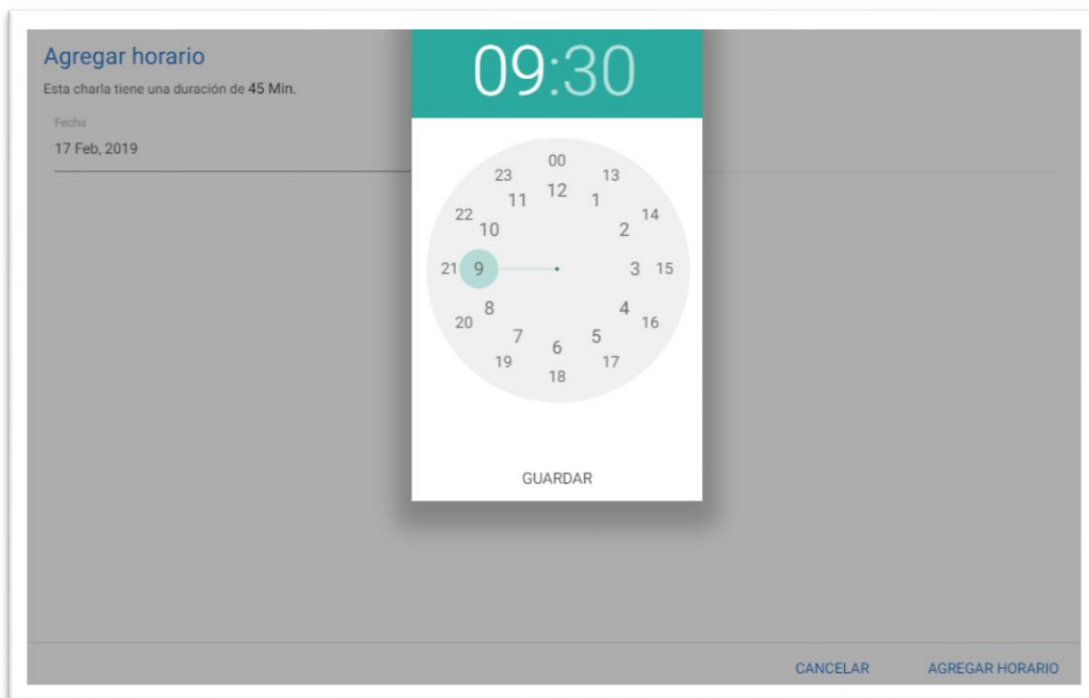 Agregar horario
Esta charla tiene una duración de 45 Min.
Fecha
17 Feb, 2019
09:30
00
23 13
12
11 1
22 14
10 2
21 9 3 15
8 4
20 16
7 5
6
19 17
18
GUARDAR
CANCELAR AGREGAR HORARIO